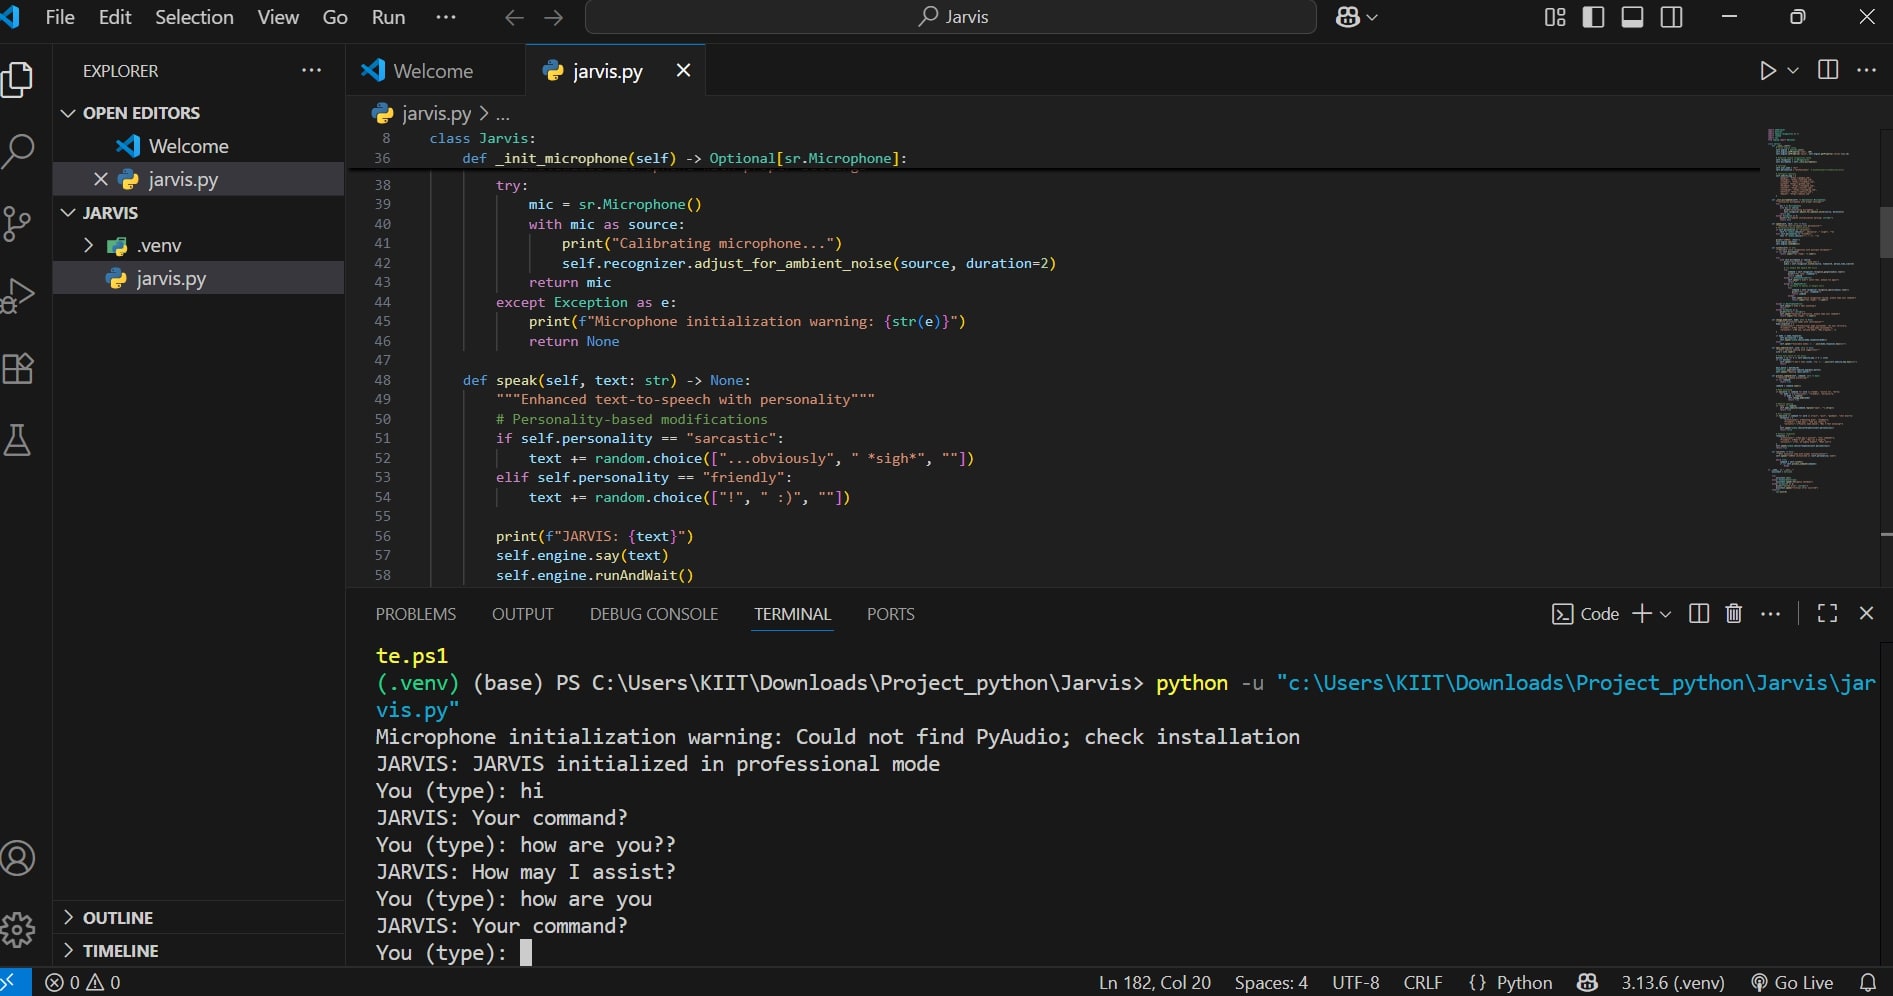 File Edit Selection View Go Run ... Jarvis
EXPLORER ...
OPEN EDITORS
Welcome
jarvis.py
JARVIS
.venv
jarvis.py
OUTLINE
TIMELINE
Welcome jarvis.py
jarvis.py > ...
8 class Jarvis:
36 def _init_microphone(self) -> Optional[sr.Microphone]:
38 try:
39 mic = sr.Microphone()
40 with mic as source:
41 print("Calibrating microphone...")
42 self.recognizer.adjust_for_ambient_noise(source, duration=2)
43 return mic
44 except Exception as e:
45 print(f"Microphone initialization warning: {str(e)}")
46 return None
47
48 def speak(self, text: str) -> None:
49 """Enhanced text-to-speech with personality"""
50 # Personality-based modifications
51 if self.personality == "sarcastic":
52 text += random.choice(["...obviously", " *sigh*", ""])
53 elif self.personality == "friendly":
54 text += random.choice(["!", " :)", ""])
55
56 print(f"JARVIS: {text}")
57 self.engine.say(text)
58 self.engine.runAndWait()
PROBLEMS OUTPUT DEBUG CONSOLE TERMINAL PORTS Code
te.ps1
(.venv) (base) PS C:\Users\KIIT\Downloads\Project_python\Jarvis> python -u "c:\Users\KIIT\Downloads\Project_python\Jarvis\jar
vis.py"
Microphone initialization warning: Could not find PyAudio; check installation
JARVIS: JARVIS initialized in professional mode
You (type): hi
JARVIS: Your command?
You (type): how are you??
JARVIS: How may I assist?
You (type): how are you
JARVIS: Your command?
You (type):
0 0 Ln 182, Col 20 Spaces: 4 UTF-8 CRLF {} Python 3.13.6 (.venv) Go Live